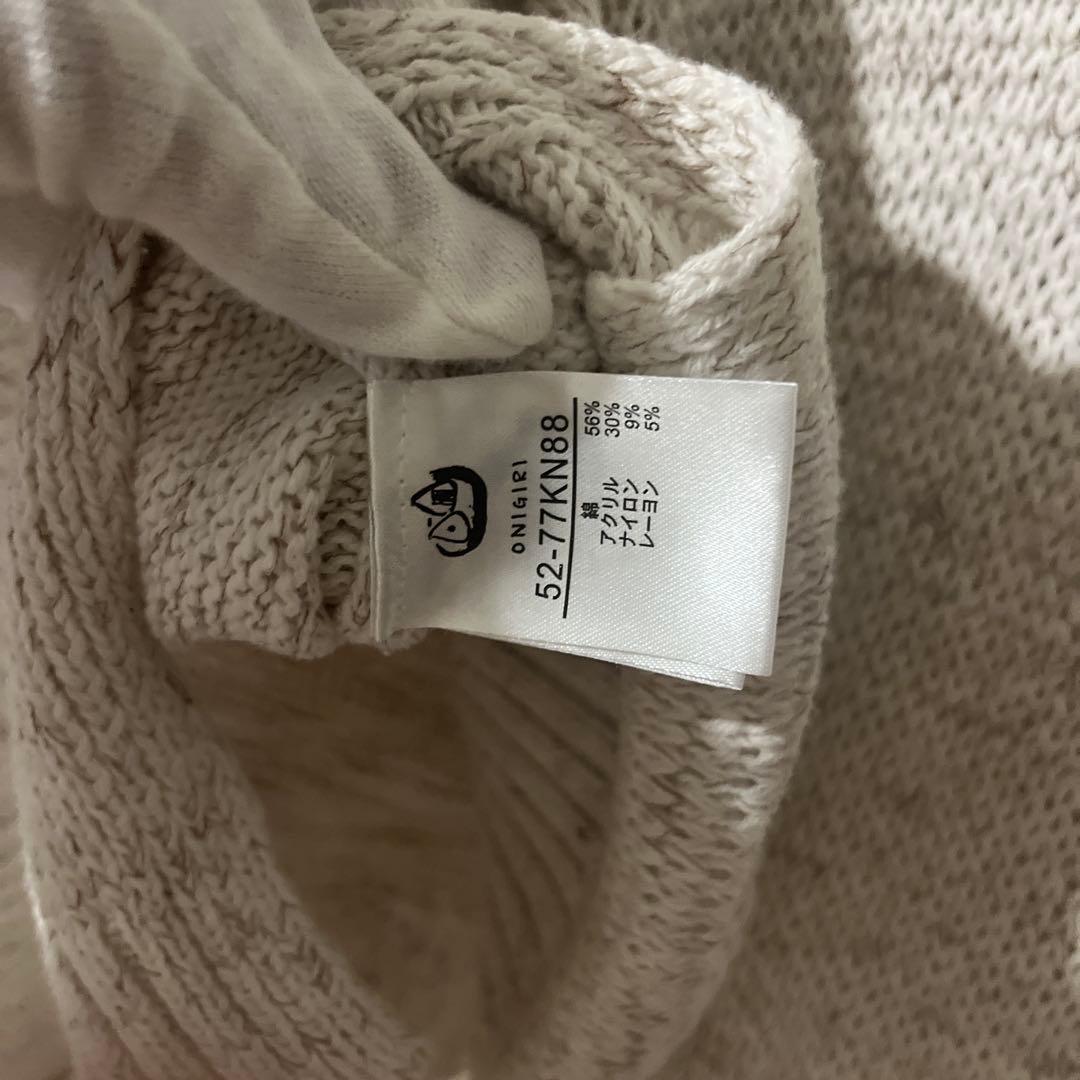 ONIGIRI
52-77KN88
綿 56%
アクリル 30%
ナイロン 9%
レーヨン 5%